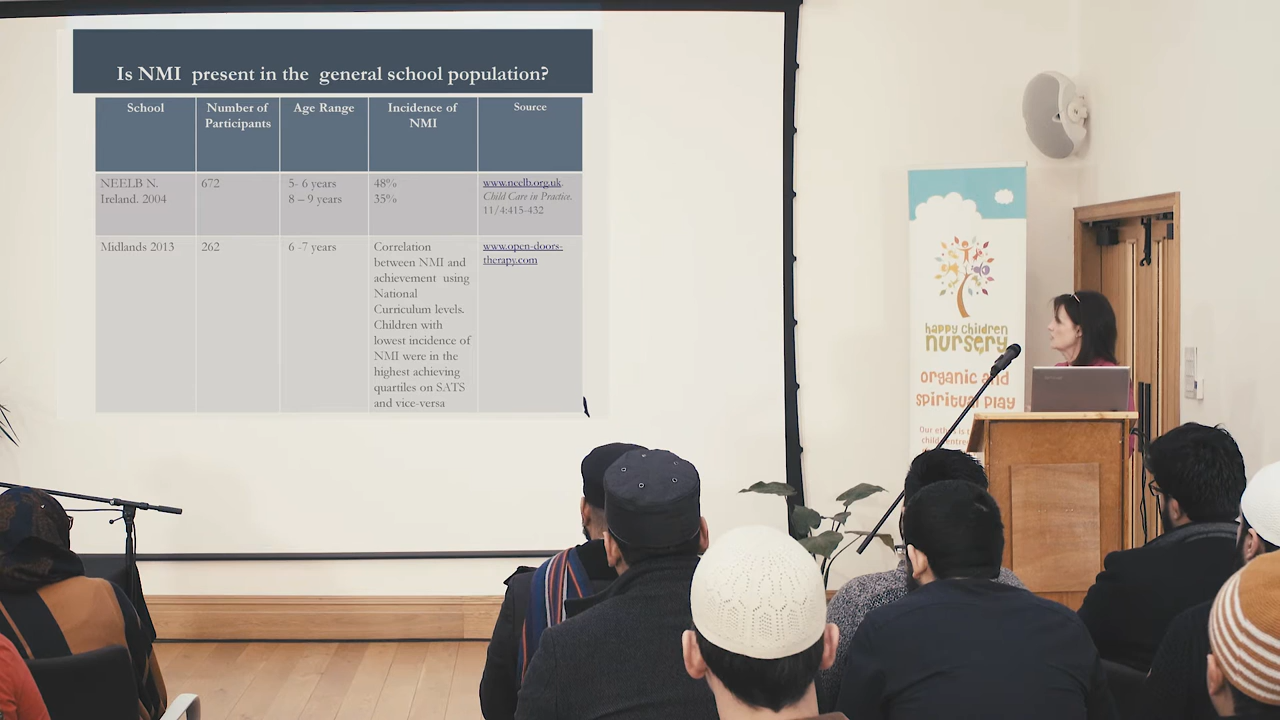 Is NMI present in the general school population?
School
Number of
Participants
Age Range
Incidence of
NMI
Source
NEELB N.
Ireland. 2004
672
5- 6 years
8 – 9 years
48%
35%
www.neelb.org.uk.
Child Care in Practice.
11/4:415-432
Midlands 2013
262
6 -7 years
Correlation
between NMI and
achievement using
National
Curriculum levels.
Children with
lowest incidence of
NMI were in the
highest achieving
quartiles on SATS
and vice-versa
www.open-doors-
therapy.com
happy children
nursery
organic and
spiritual play
Our ethos is